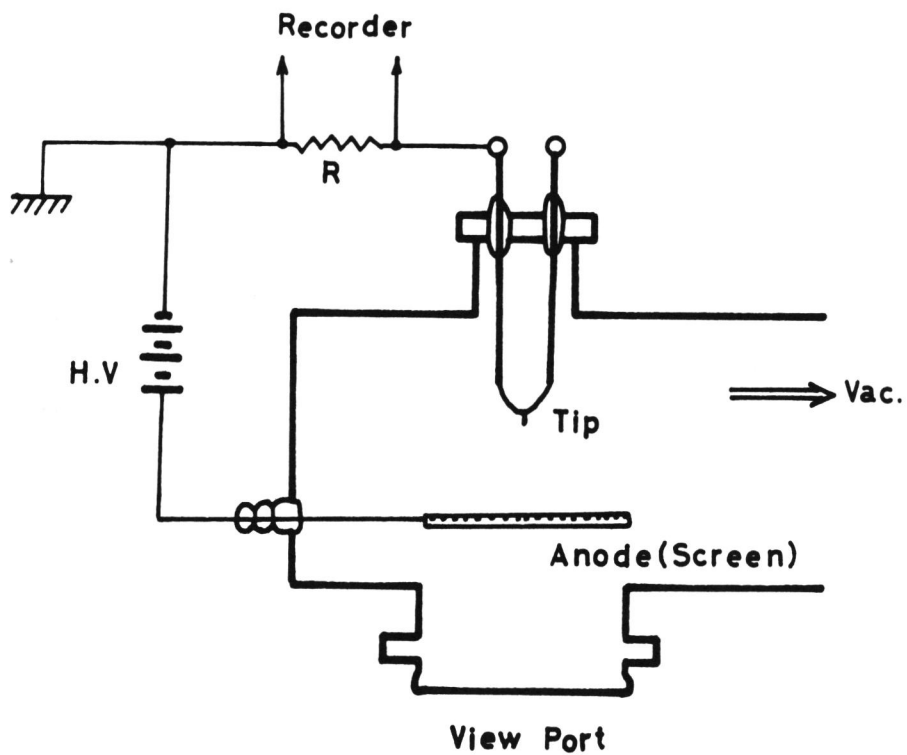 Recorder
R
H.V
Vac.
Tip
Anode(Screen)
View Port